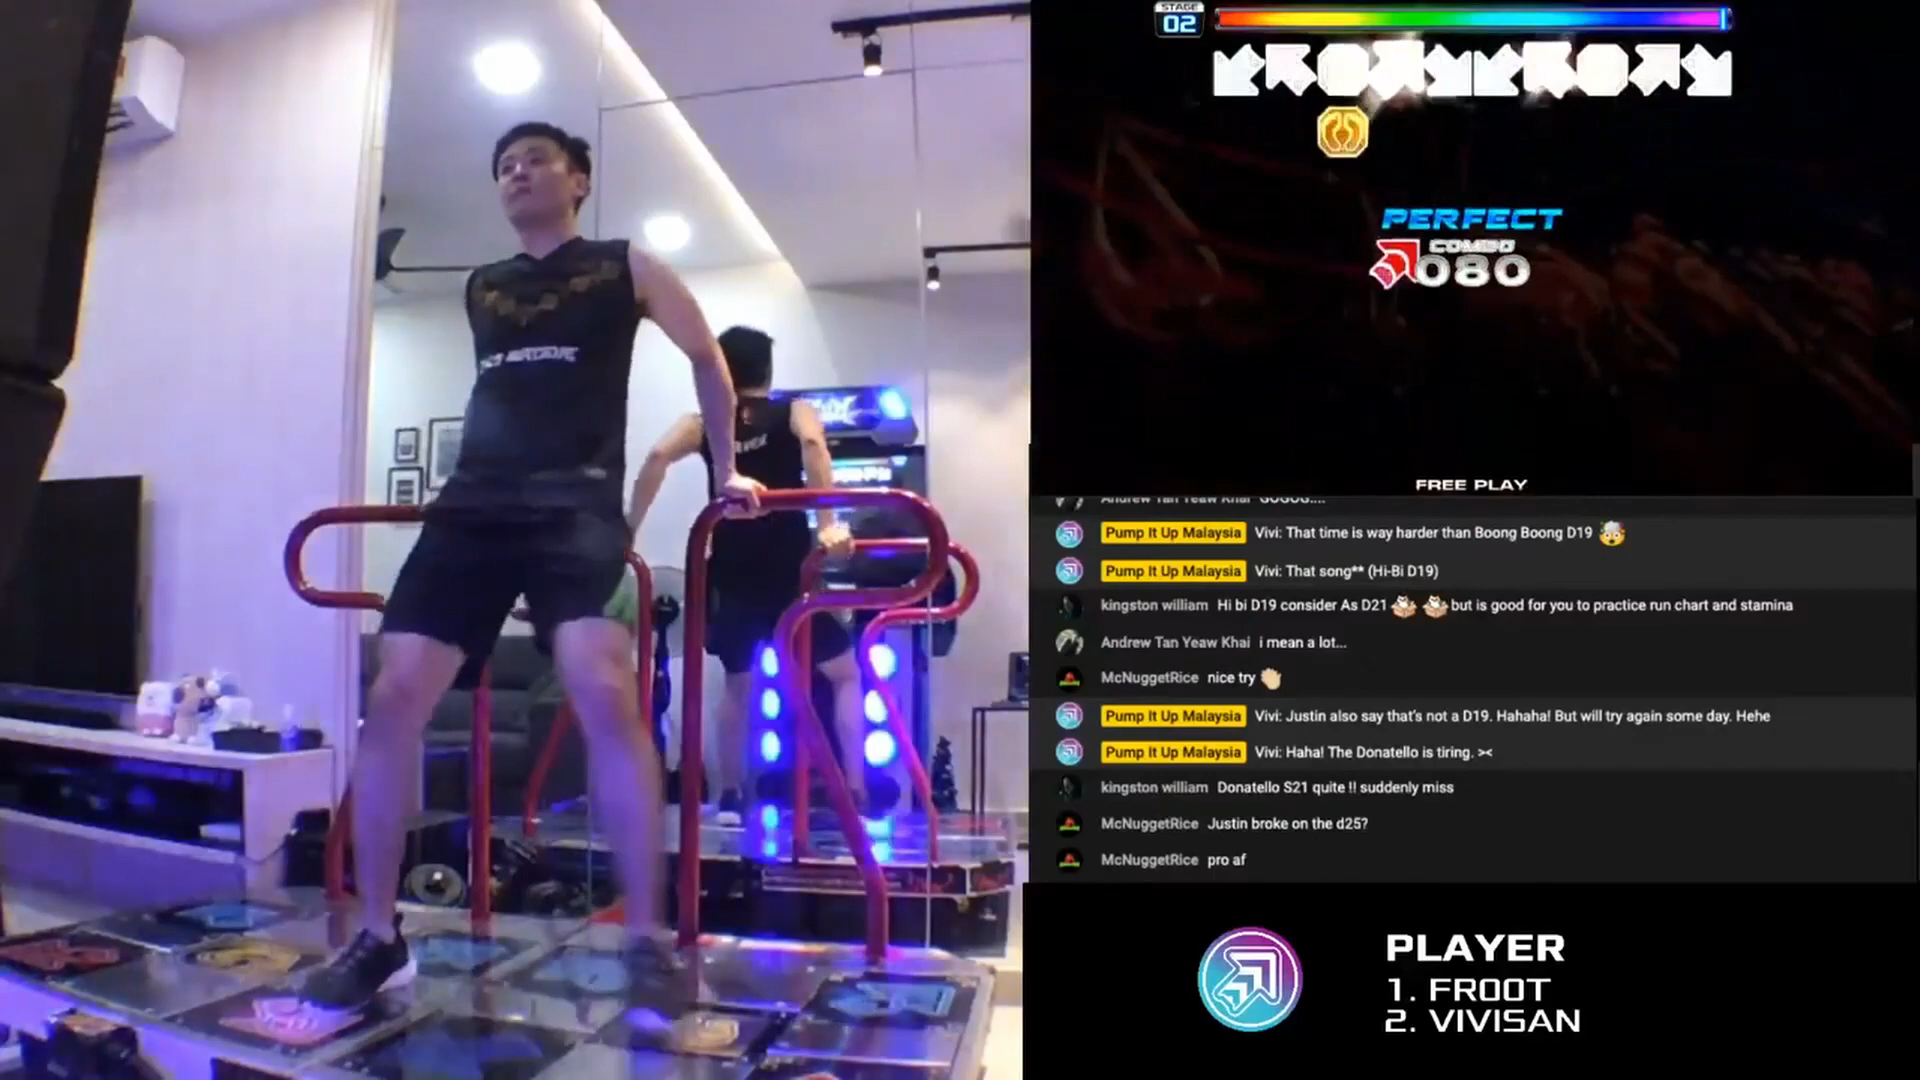 STAGE
02
PERFECT
COMBO
080
FREE PLAY
Andrew Tan Yeaw Khai GOGOG....
Pump It Up Malaysia Vivi: That time is way harder than Boong Boong D19 🤯
Pump It Up Malaysia Vivi: That song** (Hi-Bi D19)
kingston william Hi bi D19 consider As D21 but is good for you to practice run chart and stamina
Andrew Tan Yeaw Khai i mean a lot...
McNuggetRice nice try 👏🏻
Pump It Up Malaysia Vivi: Justin also say that's not a D19. Hahaha! But will try again some day. Hehe
Pump It Up Malaysia Vivi: Haha! The Donatello is tiring. ><
kingston william Donatello S21 quite !! suddenly miss
McNuggetRice Justin broke on the d25?
McNuggetRice pro af
PLAYER
1. FROOT
2. VIVISAN